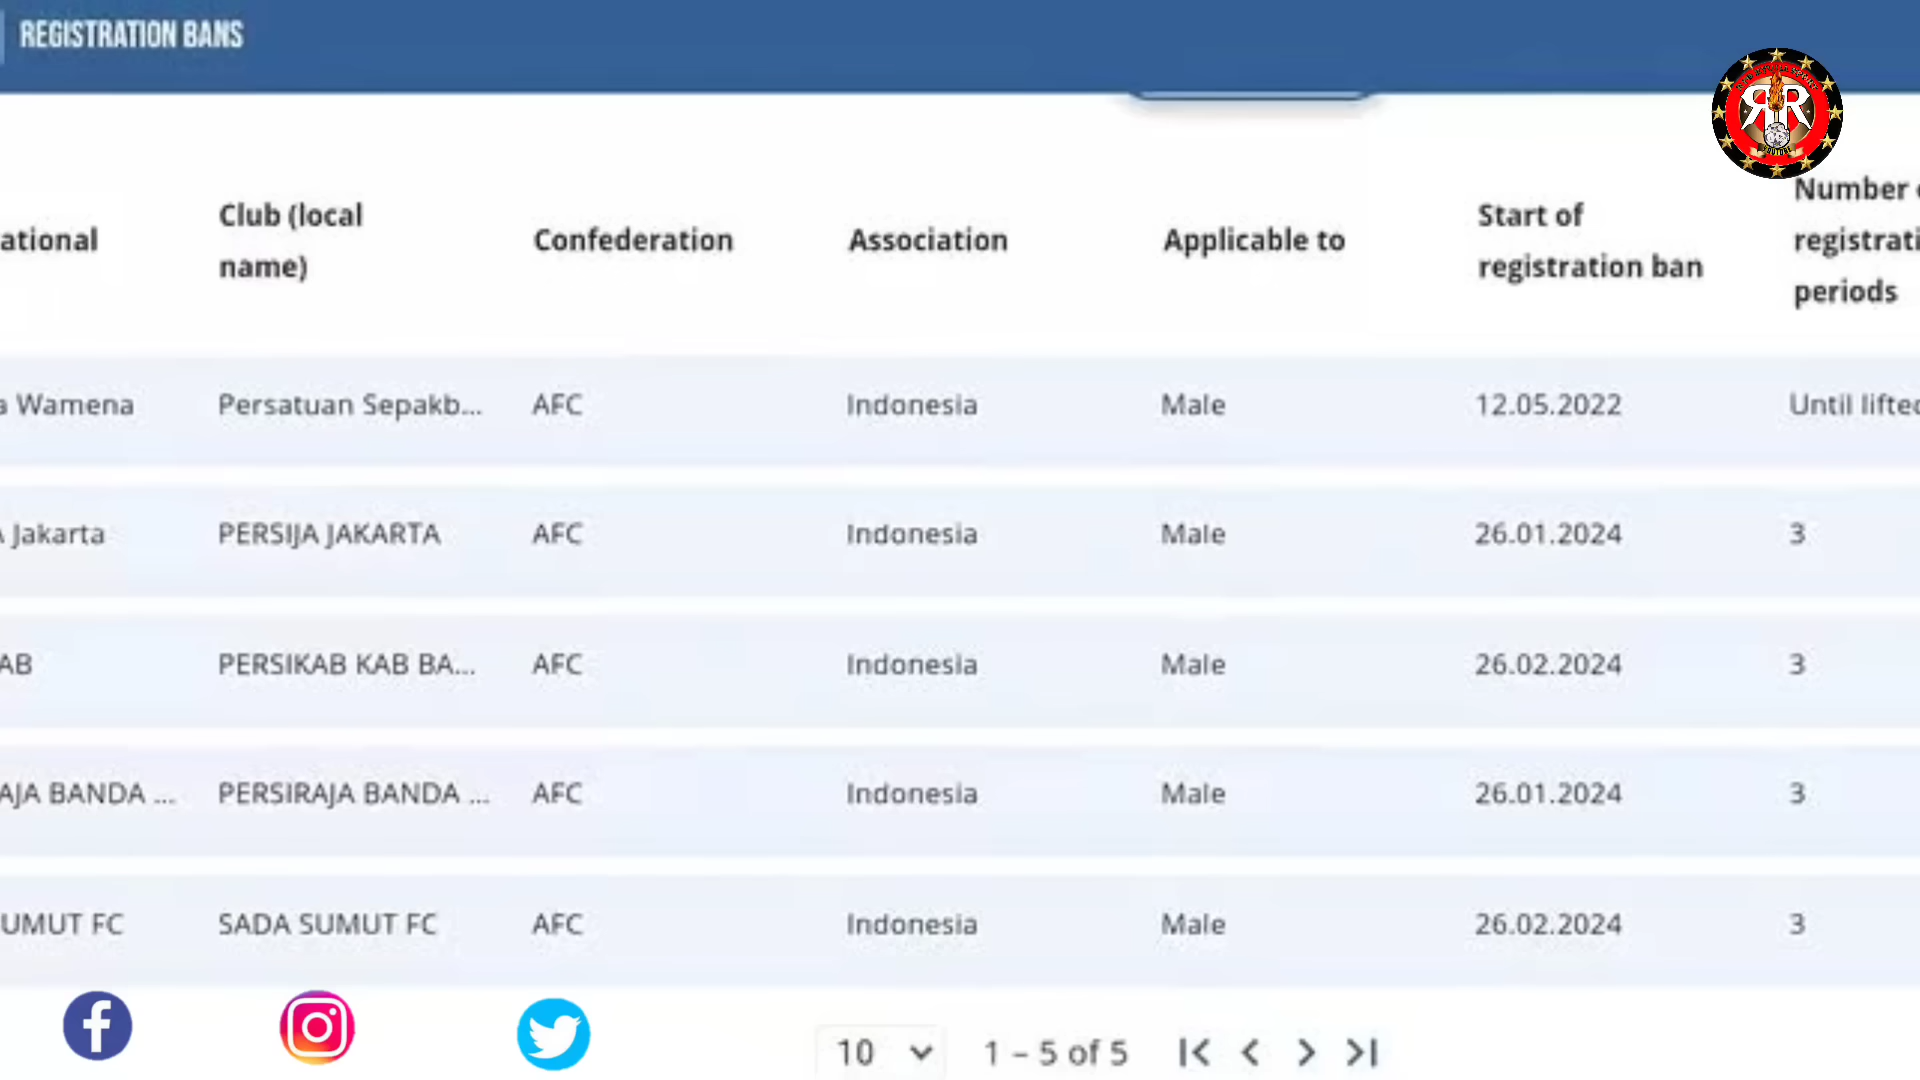 REGISTRATION BANS
ational
Club (local
name)
Confederation
Association
Applicable to
Start of
registration ban
Number
registrati
periods
a Wamena Persatuan Sepakb... AFC Indonesia Male 12.05.2022 Until lifted
A Jakarta PERSIJA JAKARTA AFC Indonesia Male 26.01.2024 3
AB PERSIKAB KAB BA... AFC Indonesia Male 26.02.2024 3
AJA BANDA ... PERSIRAJA BANDA ... AFC Indonesia Male 26.01.2024 3
UMUT FC SADA SUMUT FC AFC Indonesia Male 26.02.2024 3
10 1 – 5 of 5